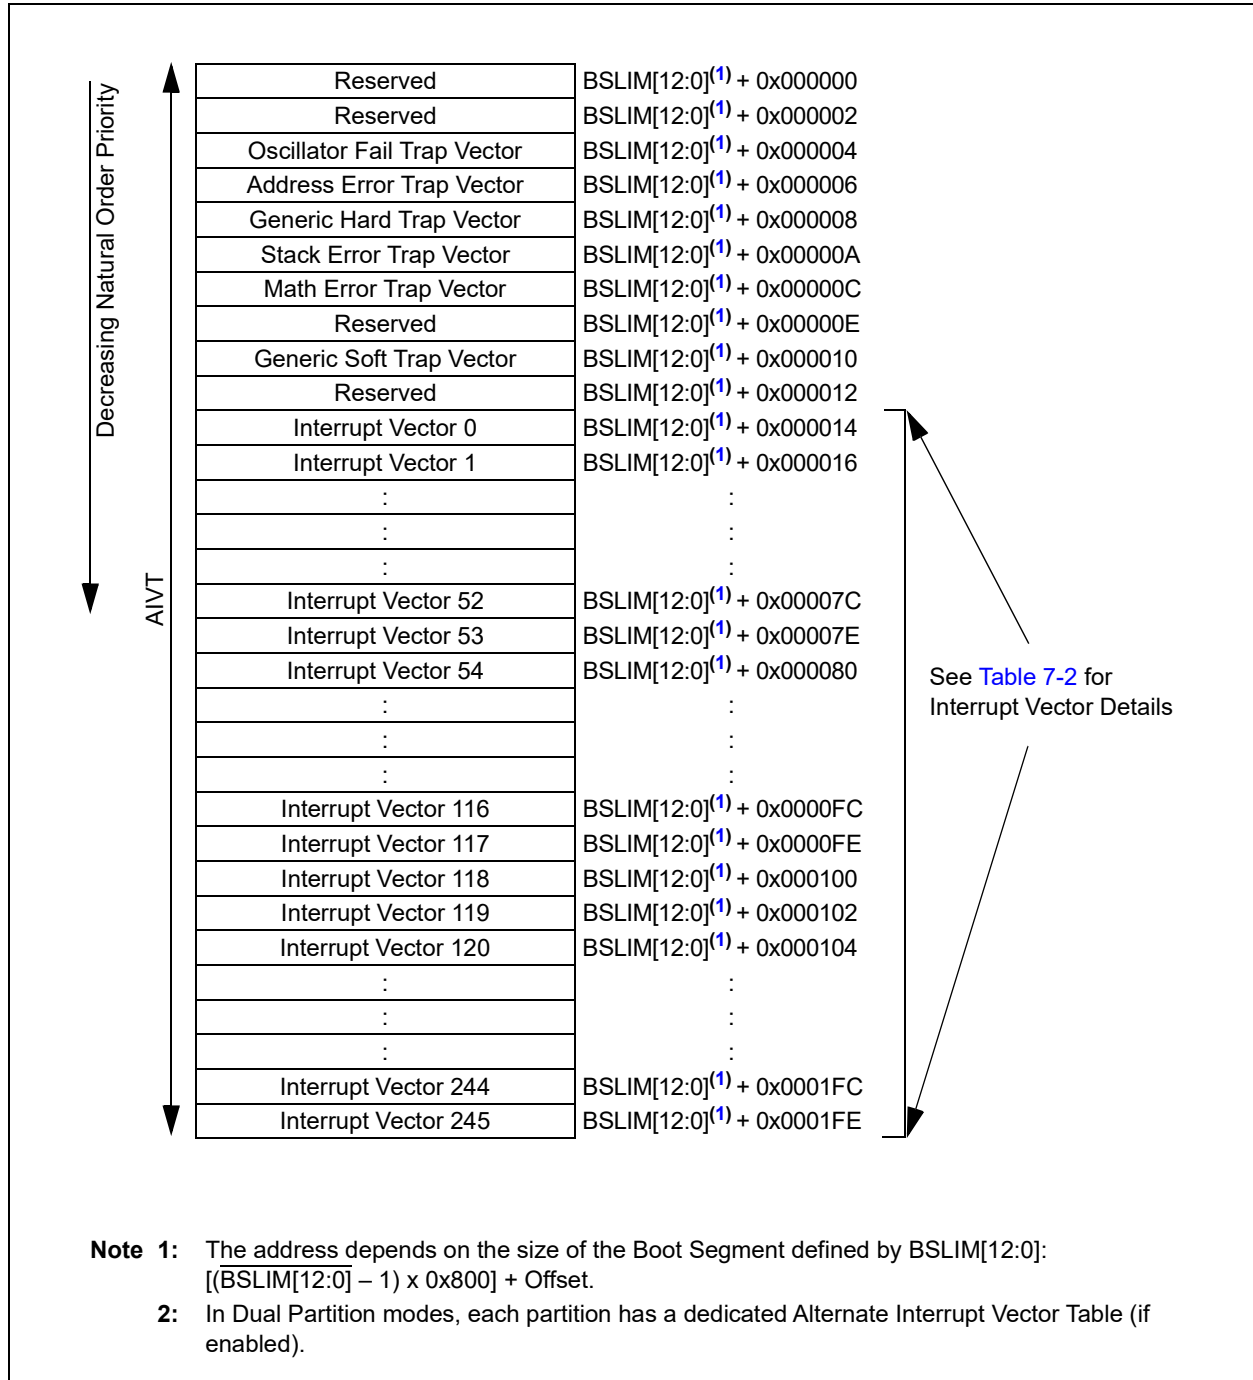 Decreasing Natural Order Priority
AIVT
Reserved BSLIM[12:0](1) + 0x000000
Reserved BSLIM[12:0](1) + 0x000002
Oscillator Fail Trap Vector BSLIM[12:0](1) + 0x000004
Address Error Trap Vector BSLIM[12:0](1) + 0x000006
Generic Hard Trap Vector BSLIM[12:0](1) + 0x000008
Stack Error Trap Vector BSLIM[12:0](1) + 0x00000A
Math Error Trap Vector BSLIM[12:0](1) + 0x00000C
Reserved BSLIM[12:0](1) + 0x00000E
Generic Soft Trap Vector BSLIM[12:0](1) + 0x000010
Reserved BSLIM[12:0](1) + 0x000012
Interrupt Vector 0 BSLIM[12:0](1) + 0x000014
Interrupt Vector 1 BSLIM[12:0](1) + 0x000016
: :
: :
: :
Interrupt Vector 52 BSLIM[12:0](1) + 0x00007C
Interrupt Vector 53 BSLIM[12:0](1) + 0x00007E
Interrupt Vector 54 BSLIM[12:0](1) + 0x000080
: :
: :
: :
Interrupt Vector 116 BSLIM[12:0](1) + 0x0000FC
Interrupt Vector 117 BSLIM[12:0](1) + 0x0000FE
Interrupt Vector 118 BSLIM[12:0](1) + 0x000100
Interrupt Vector 119 BSLIM[12:0](1) + 0x000102
Interrupt Vector 120 BSLIM[12:0](1) + 0x000104
: :
: :
: :
Interrupt Vector 244 BSLIM[12:0](1) + 0x0001FC
Interrupt Vector 245 BSLIM[12:0](1) + 0x0001FE
See Table 7-2 for
Interrupt Vector Details
Note 1: The address depends on the size of the Boot Segment defined by BSLIM[12:0]:
[(B̅S̅L̅I̅M̅[̅1̅2̅:̅0̅]̅ – 1) x 0x800] + Offset.
2: In Dual Partition modes, each partition has a dedicated Alternate Interrupt Vector Table (if
enabled).